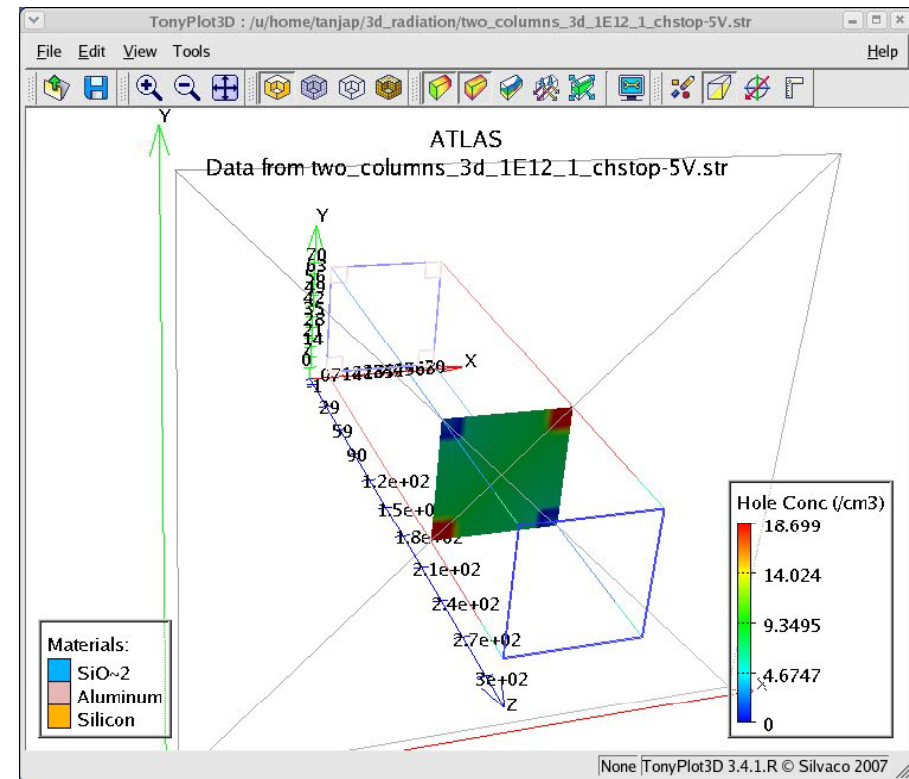 TonyPlot3D : /u/home/tanjap/3d_radiation/two_columns_3d_1E12_1_chstop-5V.str
File Edit View Tools Help
Y
ATLAS
Data from two_columns_3d_1E12_1_chstop-5V.str
Y
70
63
56
49
42
35
28
21
14
7
0
X
-1
29
59
90
1.2e+02
1.5e+02
1.8e+02
2.1e+02
2.4e+02
2.7e+02
3e+02
Z
X
Hole Conc (/cm3)
18.699
14.024
9.3495
4.6747
0
Materials:
SiO~2
Aluminum
Silicon
None TonyPlot3D 3.4.1.R © Silvaco 2007